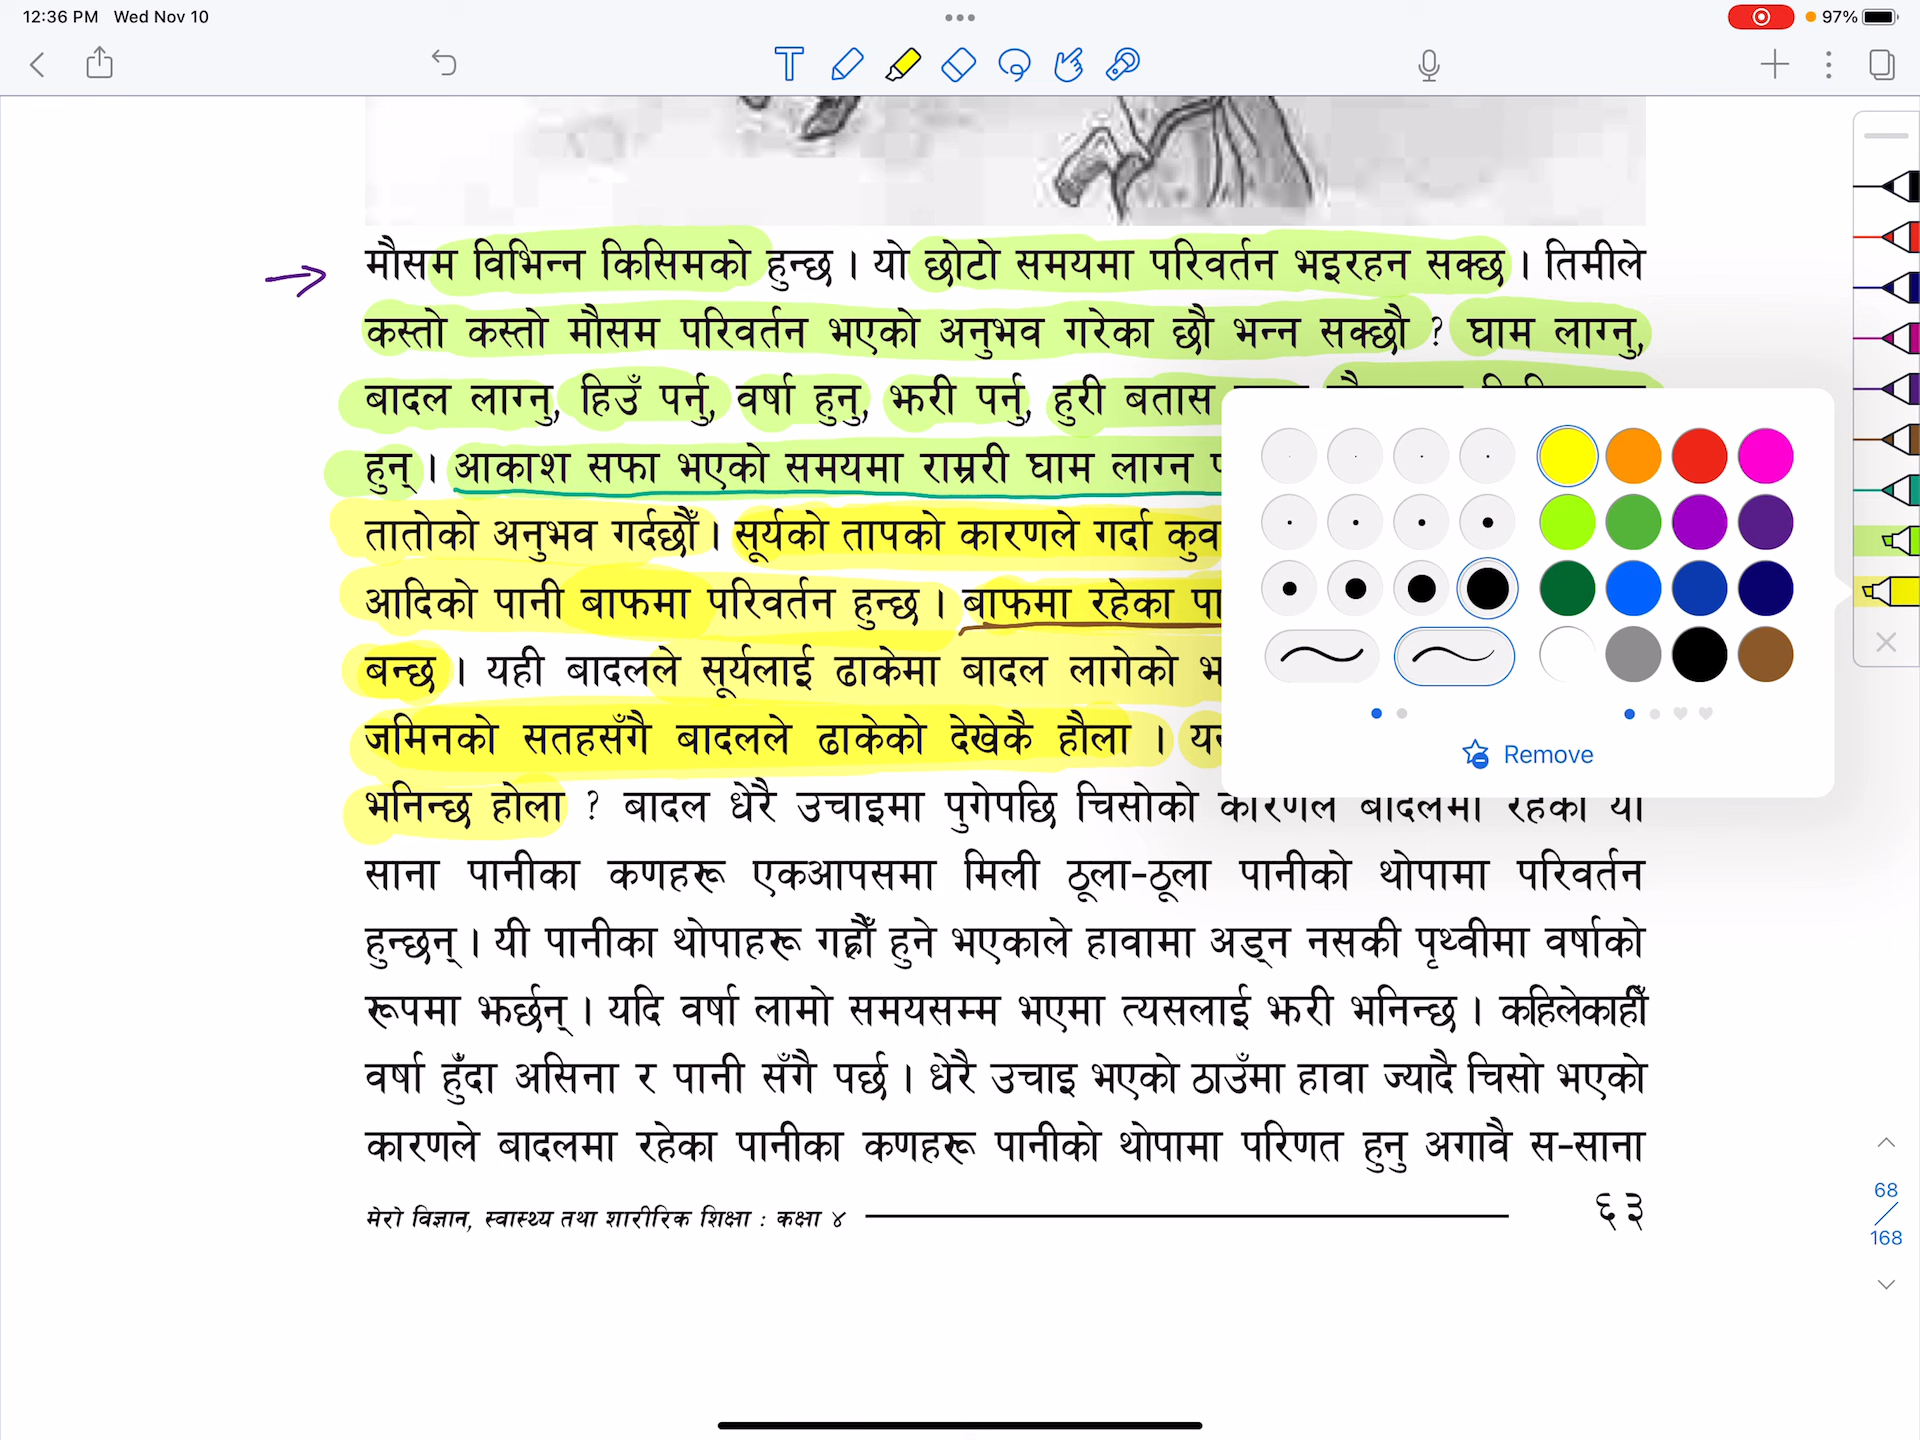 12:36 PM Wed Nov 10
97%
मौसम विभिन्न किसिमको हुन्छ । यो छोटो समयमा परिवर्तन भइरहन सक्छ । तिमीले
कस्तो कस्तो मौसम परिवर्तन भएको अनुभव गरेका छौ भन्न सक्छौ ? घाम लाग्नु,
बादल लाग्नु, हिउँ पर्नु, वर्षा हुनु, झरी पर्नु, हुरी बतास
हुन् । आकाश सफा भएको समयमा राम्ररी घाम लाग्न
तातोको अनुभव गर्दछौँ । सूर्यको तापको कारणले गर्दा
आदिको पानी बाफमा परिवर्तन हुन्छ । बाफमा रहेका
बन्छ । यही बादलले सूर्यलाई ढाकेमा बादल लागेको
जमिनको सतहसँगै बादलले ढाकेको देखेकै हौला ।
भनिन्छ होला ? बादल धेरै उचाइमा पुगेपछि चिसोको कारणले बादलमा रहेका यी
साना पानीका कणहरू एकआपसमा मिली ठूला-ठूला पानीको थोपामा परिवर्तन
हुन्छन् । यी पानीका थोपाहरू गह्रौँ हुने भएकाले हावामा अड्न नसकी पृथ्वीमा वर्षाको
रूपमा झर्छन् । यदि वर्षा लामो समयसम्म भएमा त्यसलाई झरी भनिन्छ । कहिलेकाहीँ
वर्षा हुँदा असिना र पानी सँगै पर्छ । धेरै उचाइ भएको ठाउँमा हावा ज्यादै चिसो भएको
कारणले बादलमा रहेका पानीका कणहरू पानीको थोपामा परिणत हुनु अगावै स-साना
मेरो विज्ञान, स्वास्थ्य तथा शारीरिक शिक्षा : कक्षा ४ ६३
Remove
68
/
168